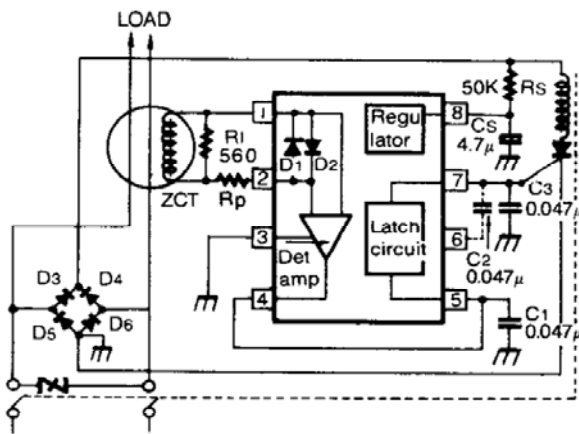 LOAD
50K RS
1
8
Rl
560
D1 D2
Regu
lator
CS
4.7μ
2
7
ZCT
Rp
C3
0.047μ
3
Latch
circuit
6
Det
amp
C2
0.047μ
D3 D4
4
5
C1
0.047μ
D5 D6